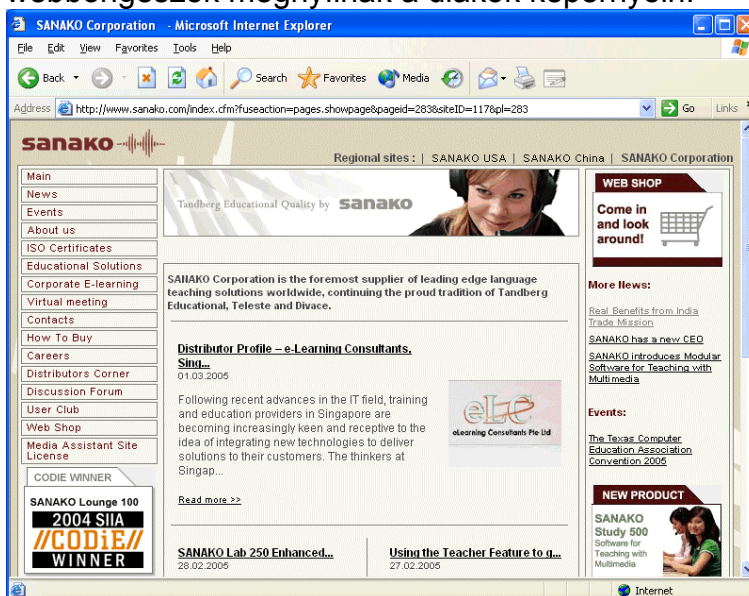 webböngészők megnyílnak a diákok képernyőin.
SANAKO Corporation - Microsoft Internet Explorer
File Edit View Favorites Tools Help
Back Search Favorites Media
Address http://www.sanako.com/index.cfm?fuseaction=pages.showpage&pageid=283&siteID=117&pl=283 Go Links
sanako
Regional sites : | SANAKO USA | SANAKO China | SANAKO Corporation
Main
News
Events
About us
ISO Certificates
Educational Solutions
Corporate E-learning
Virtual meeting
Contacts
How To Buy
Careers
Distributors Corner
Discussion Forum
User Club
Web Shop
Media Assistant Site
License
CODIE WINNER
SANAKO Lounge 100
2004 SIIA
//CODiE//
WINNER
Tandberg Educational Quality by sanako
SANAKO Corporation is the foremost supplier of leading edge language
teaching solutions worldwide, continuing the proud tradition of Tandberg
Educational, Teleste and Divace.
Distributor Profile – e-Learning Consultants,
Sing...
01.03.2005
Following recent advances in the IT field, training
and education providers in Singapore are
becoming increasingly keen and receptive to the
idea of integrating new technologies to deliver
solutions to their customers. The thinkers at
Singap...
eLC
eLearning Consultants Pte Ltd
Read more >>
SANAKO Lab 250 Enhanced...
28.02.2005
Using the Teacher Feature to g...
27.02.2005
WEB SHOP
Come in
and look
around!
More News:
Real Benefits from India
Trade Mission
SANAKO has a new CEO
SANAKO introduces Modular
Software for Teaching with
Multimedia
Events:
The Texas Computer
Education Association
Convention 2005
NEW PRODUCT
SANAKO
Study 500
Software for
Teaching with
Multimedia
Internet